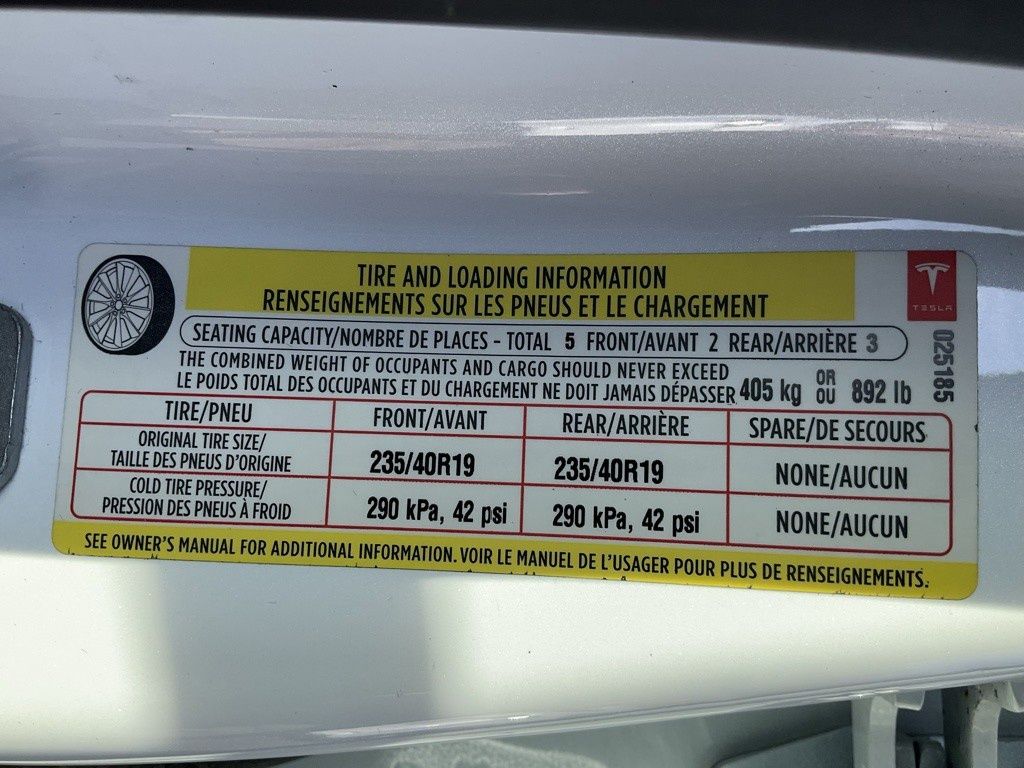 TIRE AND LOADING INFORMATION
RENSEIGNEMENTS SUR LES PNEUS ET LE CHARGEMENT
TESLA
SEATING CAPACITY/NOMBRE DE PLACES - TOTAL 5 FRONT/AVANT 2 REAR/ARRIÈRE 3
THE COMBINED WEIGHT OF OCCUPANTS AND CARGO SHOULD NEVER EXCEED
LE POIDS TOTAL DES OCCUPANTS ET DU CHARGEMENT NE DOIT JAMAIS DÉPASSER 405 kg OR OU 892 lb
025185
TIRE/PNEU FRONT/AVANT REAR/ARRIÈRE SPARE/DE SECOURS
ORIGINAL TIRE SIZE/
TAILLE DES PNEUS D'ORIGINE 235/40R19 235/40R19 NONE/AUCUN
COLD TIRE PRESSURE/
PRESSION DES PNEUS À FROID 290 kPa, 42 psi 290 kPa, 42 psi NONE/AUCUN
SEE OWNER'S MANUAL FOR ADDITIONAL INFORMATION. VOIR LE MANUEL DE L'USAGER POUR PLUS DE RENSEIGNEMENTS.